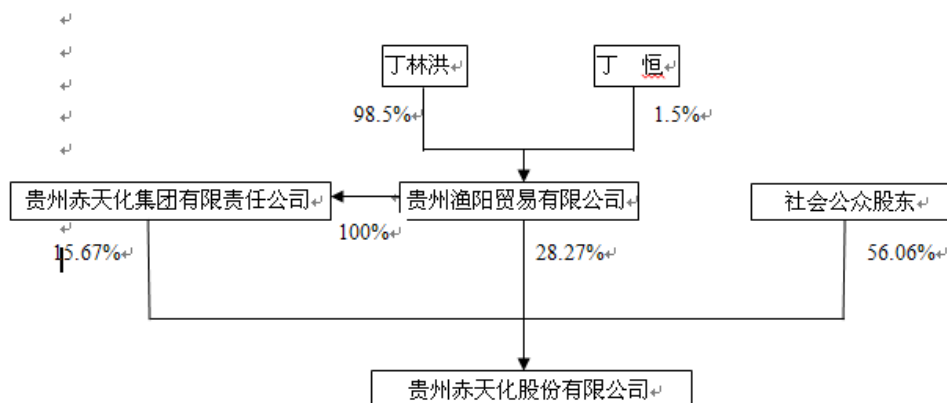 丁林洪
丁 恒
98.5%
1.5%
贵州赤天化集团有限责任公司
贵州渔阳贸易有限公司
社会公众股东
100%
15.67%
28.27%
56.06%
贵州赤天化股份有限公司